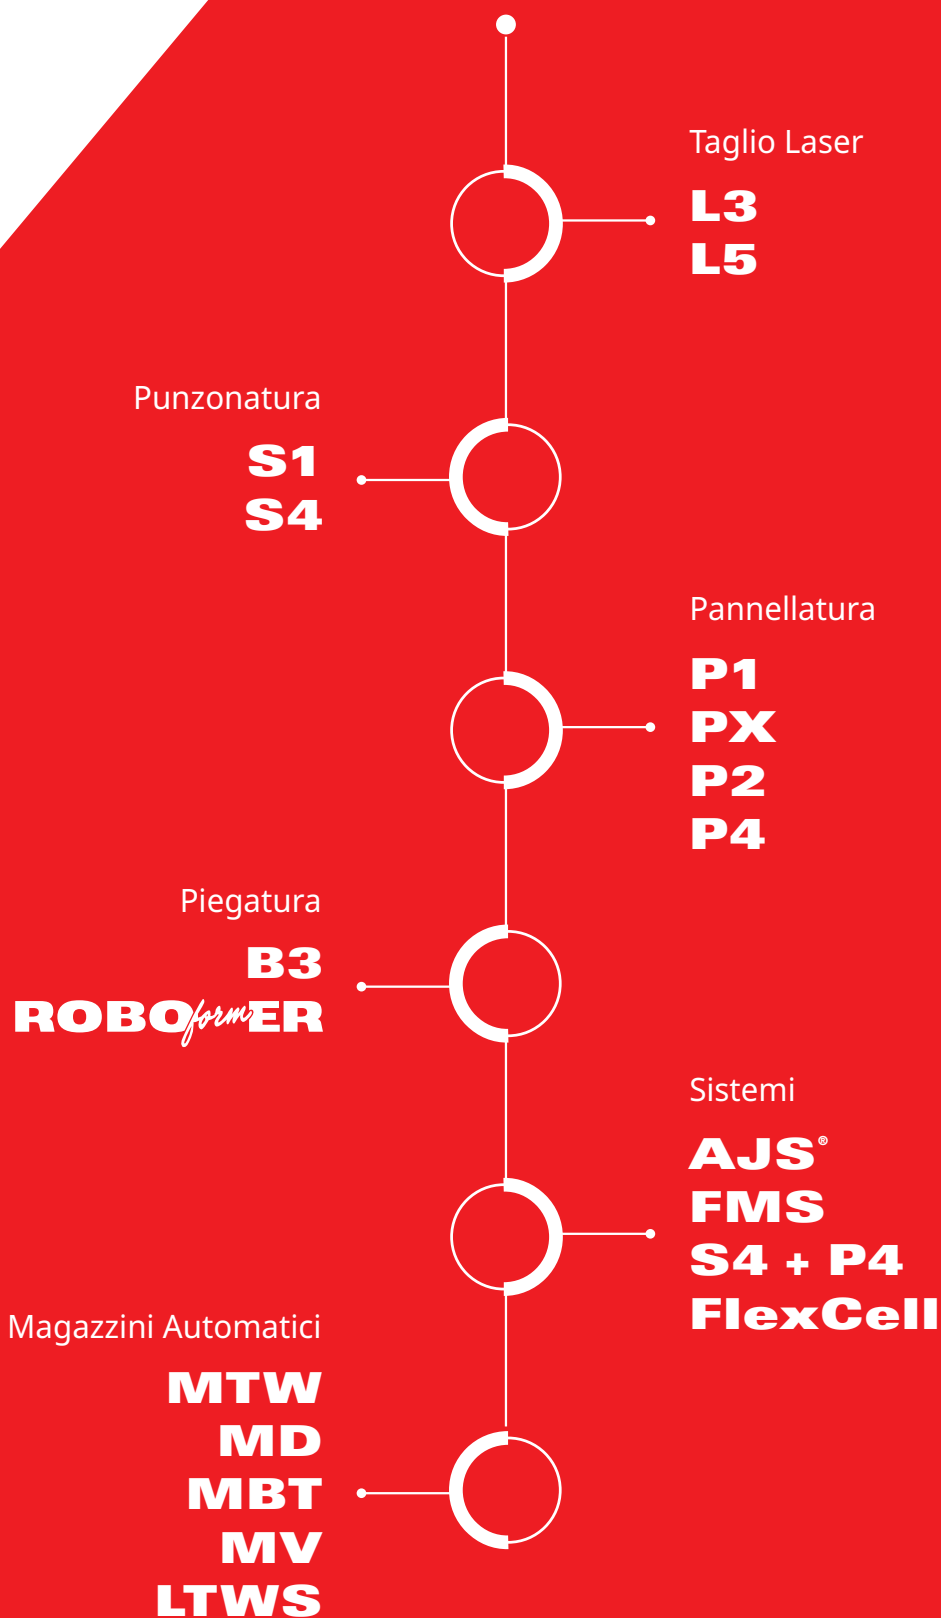 Taglio Laser
L3
L5
Punzonatura
S1
S4
Pannellatura
P1
PX
P2
P4
Piegatura
B3
ROBOformER
Sistemi
AJS®
FMS
S4 + P4
FlexCell
Magazzini Automatici
MTW
MD
MBT
MV
LTWS